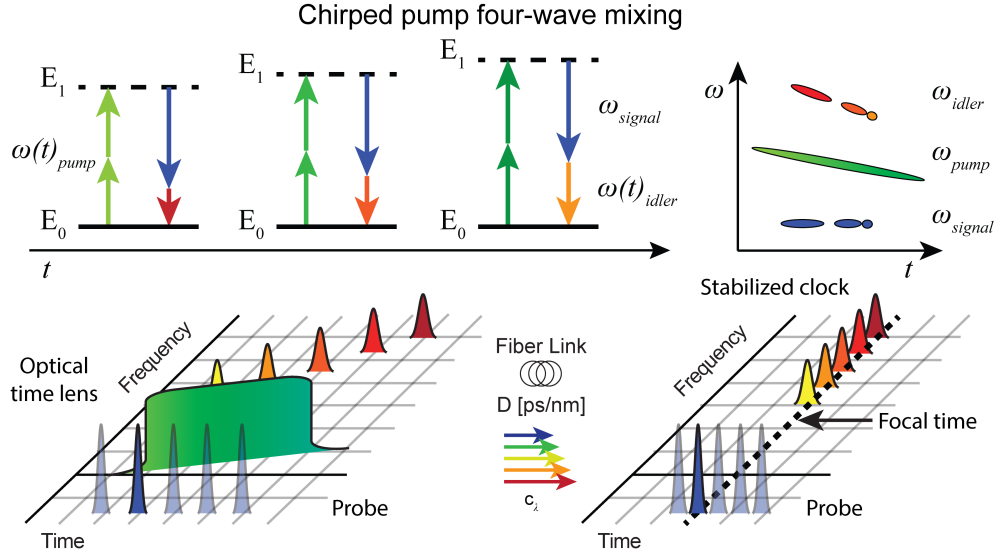 Chirped pump four-wave mixing
E1
E1
E1
ω(t)pump
ωsignal
ω(t)idler
E0
E0
E0
t
ω
ωidler
ωpump
ωsignal
t
Optical
time lens
Frequency
Time
Probe
Fiber Link
D [ps/nm]
cλ
Stabilized clock
Frequency
Focal time
Probe
Time